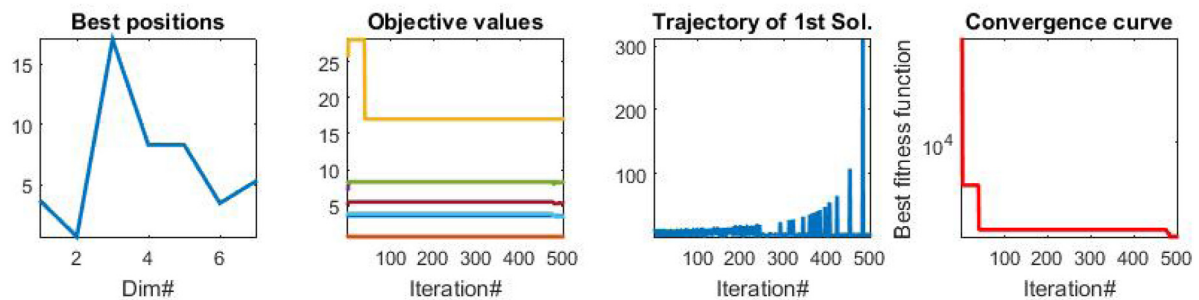 Best positions
15
10
5
2 4 6
Dim#
Objective values
25
20
15
10
5
100 200 300 400 500
Iteration#
Trajectory of 1st Sol.
300
200
100
100 200 300 400 500
Iteration#
Convergence curve
Best fitness function
10^4
100 200 300 400 500
Iteration#